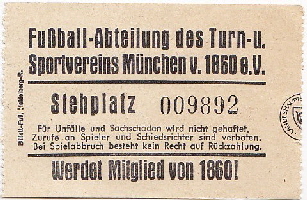 Fußball-Abteilung des Turn-u.
Sportvereins München v. 1860 e.V.
Stehplatz 009892
Für Unfälle und Sachschaden wird nicht gehaftet,
Zurufe an Spieler und Schiedsrichter sind verboten.
Bei Spielabbruch besteht kein Recht auf Rückzahlung.
Werdet Mitglied von 1860!